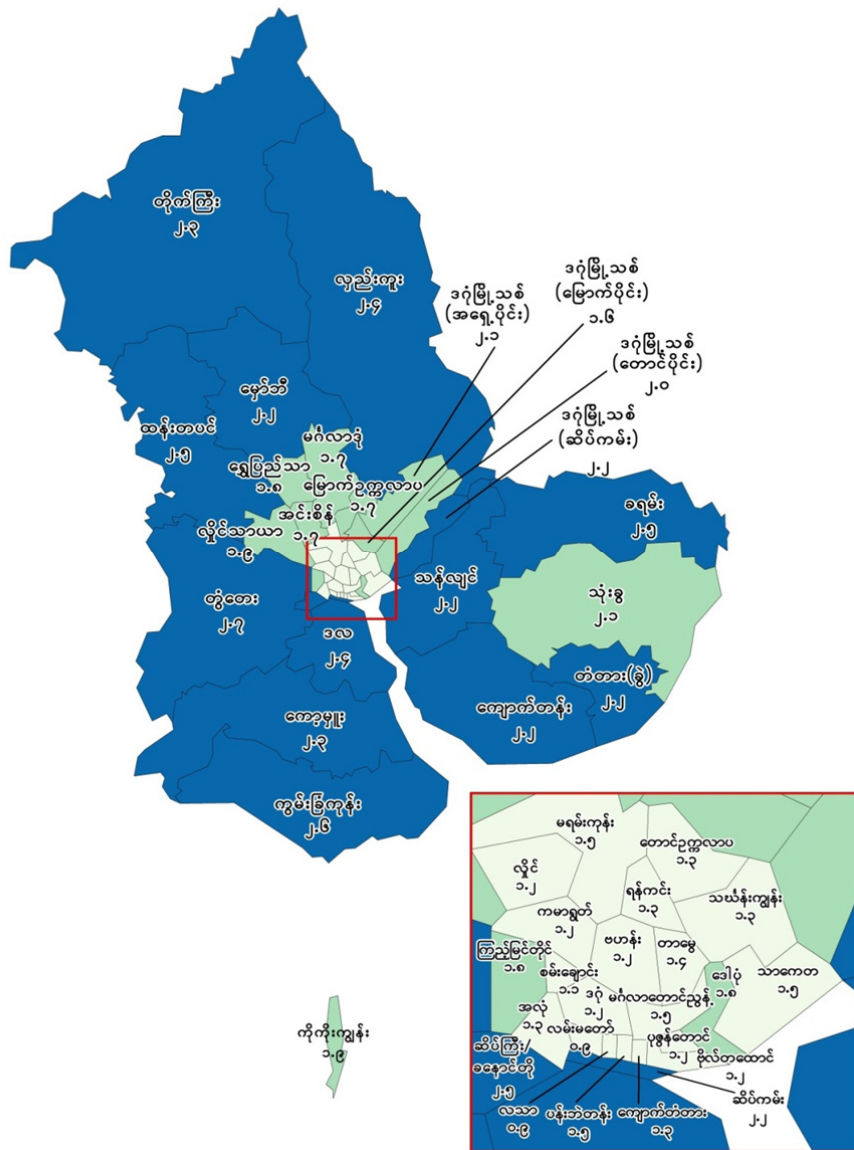 တိုက်ကြီး
၂.၃
လှည်းကူး
၂.၄
ဒဂုံမြို့သစ်
(အရှေ့ပိုင်း)
၂.၁
ဒဂုံမြို့သစ်
(မြောက်ပိုင်း)
၁.၆
ဒဂုံမြို့သစ်
(တောင်ပိုင်း)
၂.၀
ဒဂုံမြို့သစ်
(ဆိပ်ကမ်း)
၂.၂
မှော်ဘီ
၂.၂
ထန်းတပင်
၂.၅
မင်္ဂလာဒုံ
၁.၇
ရွှေပြည်သာ
၁.၈
မြောက်ဥက္ကလာပ
၁.၇
အင်းစိန်
၁.၇
လှိုင်သာယာ
၁.၉
ခရမ်း
၂.၅
သုံးခွ
၂.၁
သန်လျင်
၂.၂
တွံတေး
၂.၇
ဒလ
၂.၄
တံတား(ခွဲ)
၂.၂
ကျောက်တန်း
၂.၂
ကော့မှူး
၂.၃
ကွမ်းခြံကုန်း
၂.၆
ကိုကိုးကျွန်း
၁.၉
မရမ်းကုန်း
၁.၅
တောင်ဥက္ကလာပ
၁.၃
လှိုင်
၁.၂
ရန်ကင်း
၁.၃
သင်္ဃန်းကျွန်း
၁.၃
ကမာရွတ်
၁.၂
ဗဟန်း
၁.၂
တာမွေ
၁.၄
ကြည့်မြင်တိုင်
၁.၈
စမ်းချောင်း
၁.၁
ဒေါပုံ
၁.၈
သာကေတ
၁.၅
ဒဂုံ
၁.၂
မင်္ဂလာတောင်ညွန့်
၁.၅
အလုံ
၁.၃
လမ်းမတော်
၀.၉
ပုဇွန်တောင်
၁.၂
ဗိုလ်တထောင်
၁.၂
ဆိပ်ကြီး/
ခနောင်တို
၂.၅
လသာ
၀.၉
ပန်းဘဲတန်း
၁.၅
ကျောက်တံတား
၁.၃
ဆိပ်ကမ်း
၂.၂